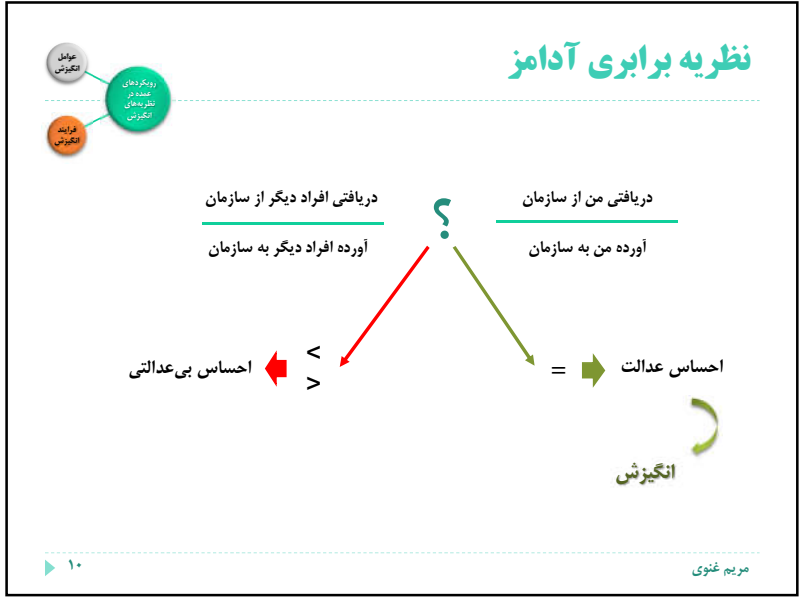 نظریه برابری آدامز
عوامل
انگیزش
رویکردهای
عمده در
نظریه‌های
انگیزش
فرایند
انگیزش
دریافتی من از سازمان
آورده من به سازمان
؟
دریافتی افراد دیگر از سازمان
آورده افراد دیگر به سازمان
احساس عدالت
=
<
>
احساس بی‌عدالتی
انگیزش
مریم غنوی
۱۰